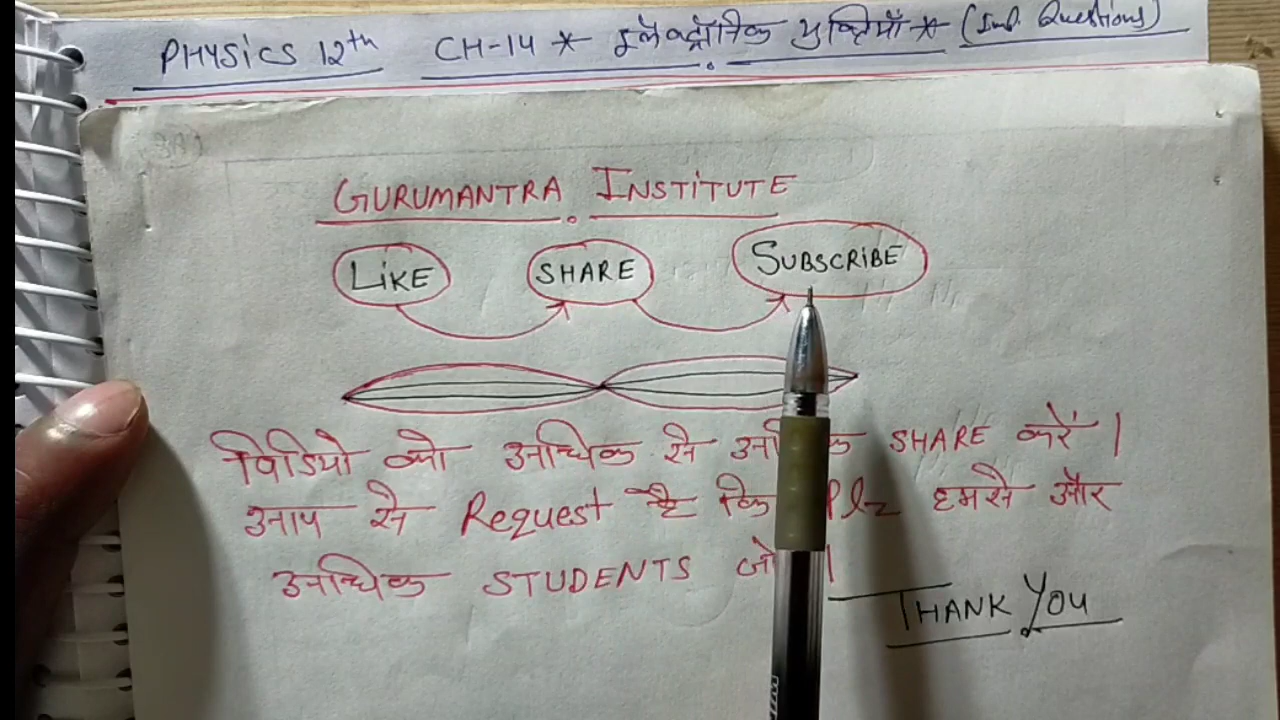 PHYSICS 12th CH-14 * इलेक्ट्रॉनिक युक्तियाँ * (Imp. Questions)
GURUMANTRA INSTITUTE
LIKE SHARE SUBSCRIBE
विडियो को अधिक से SHARE करें।
आप से Request है कि Plz हमसे और
अधिक STUDENTS
THANK YOU